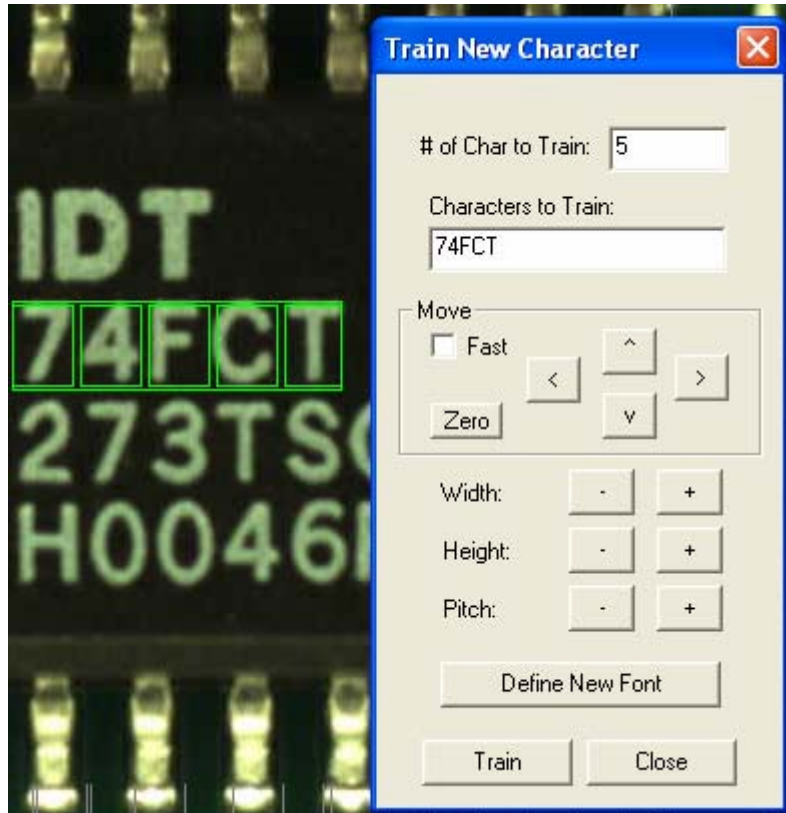 IDT
74FCT
273TS
H0046
Train New Character
# of Char to Train: 5
Characters to Train:
74FCT
Move
Fast
^
<
>
Zero
v
Width: - +
Height: - +
Pitch: - +
Define New Font
Train Close